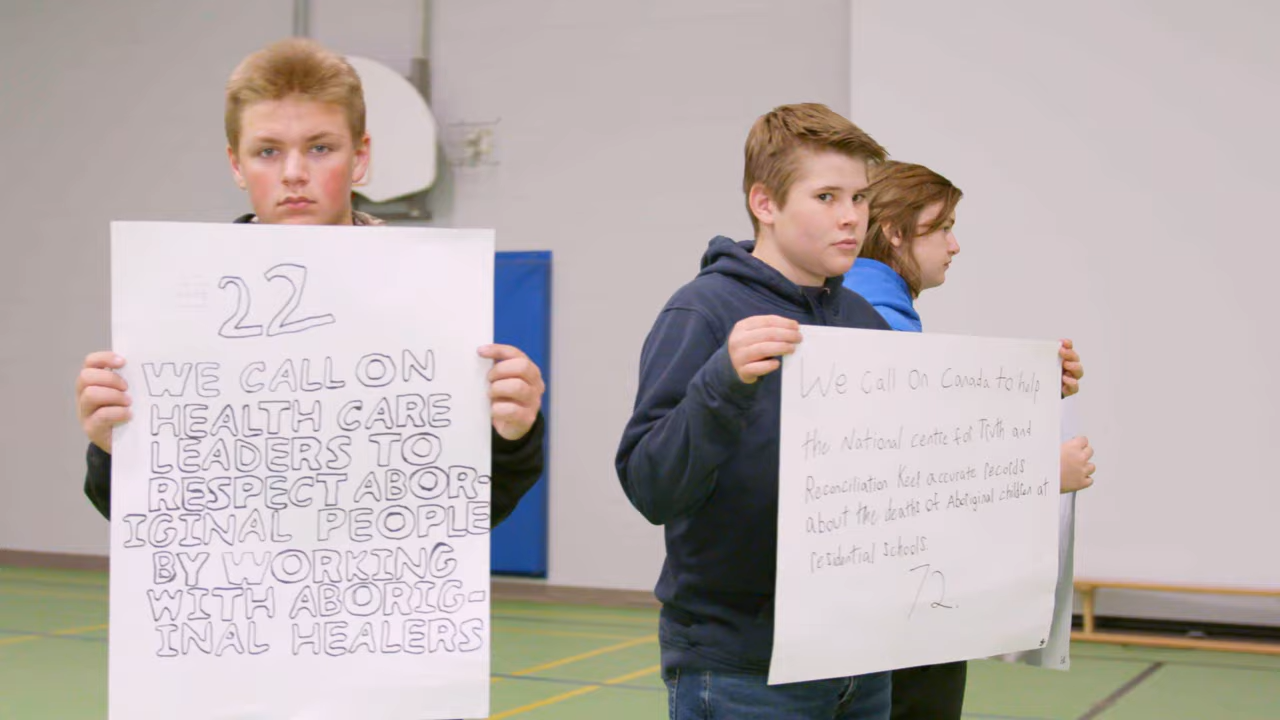 22
WE CALL ON
HEALTH CARE
LEADERS TO
RESPECT ABOR-
IGINAL PEOPLE
BY WORKING
WITH ABORIG-
INAL HEALERS
We call on Canada to help
the National centre for Truth and
Reconciliation Keep accurate records
about the deaths of Aboriginal children at
residential schools.
72.